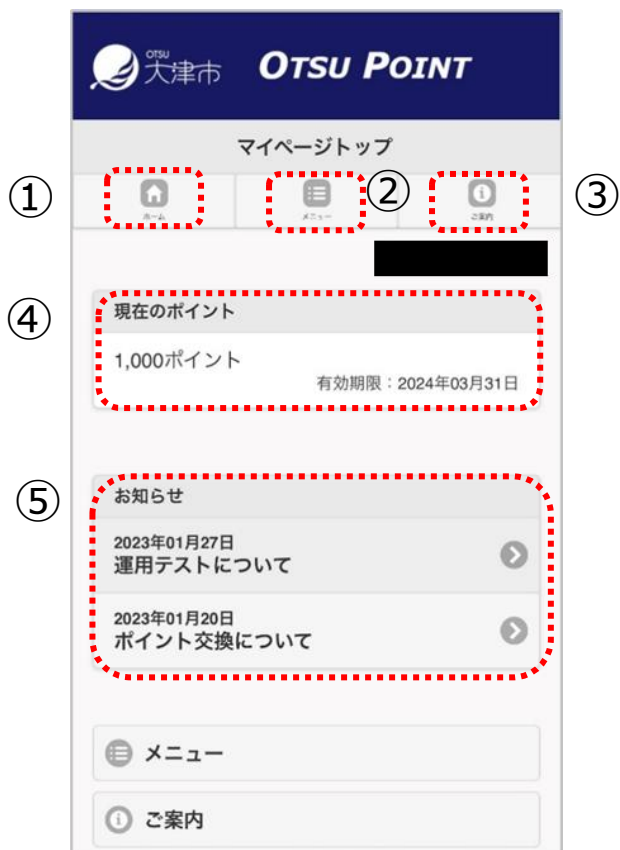 OTSU
大津市 OTSU POINT
マイページトップ
① ② ③
ホーム メニュー ご案内
④
現在のポイント
1,000ポイント
有効期限：2024年03月31日
⑤
お知らせ
2023年01月27日
運用テストについて
2023年01月20日
ポイント交換について
メニュー
ご案内